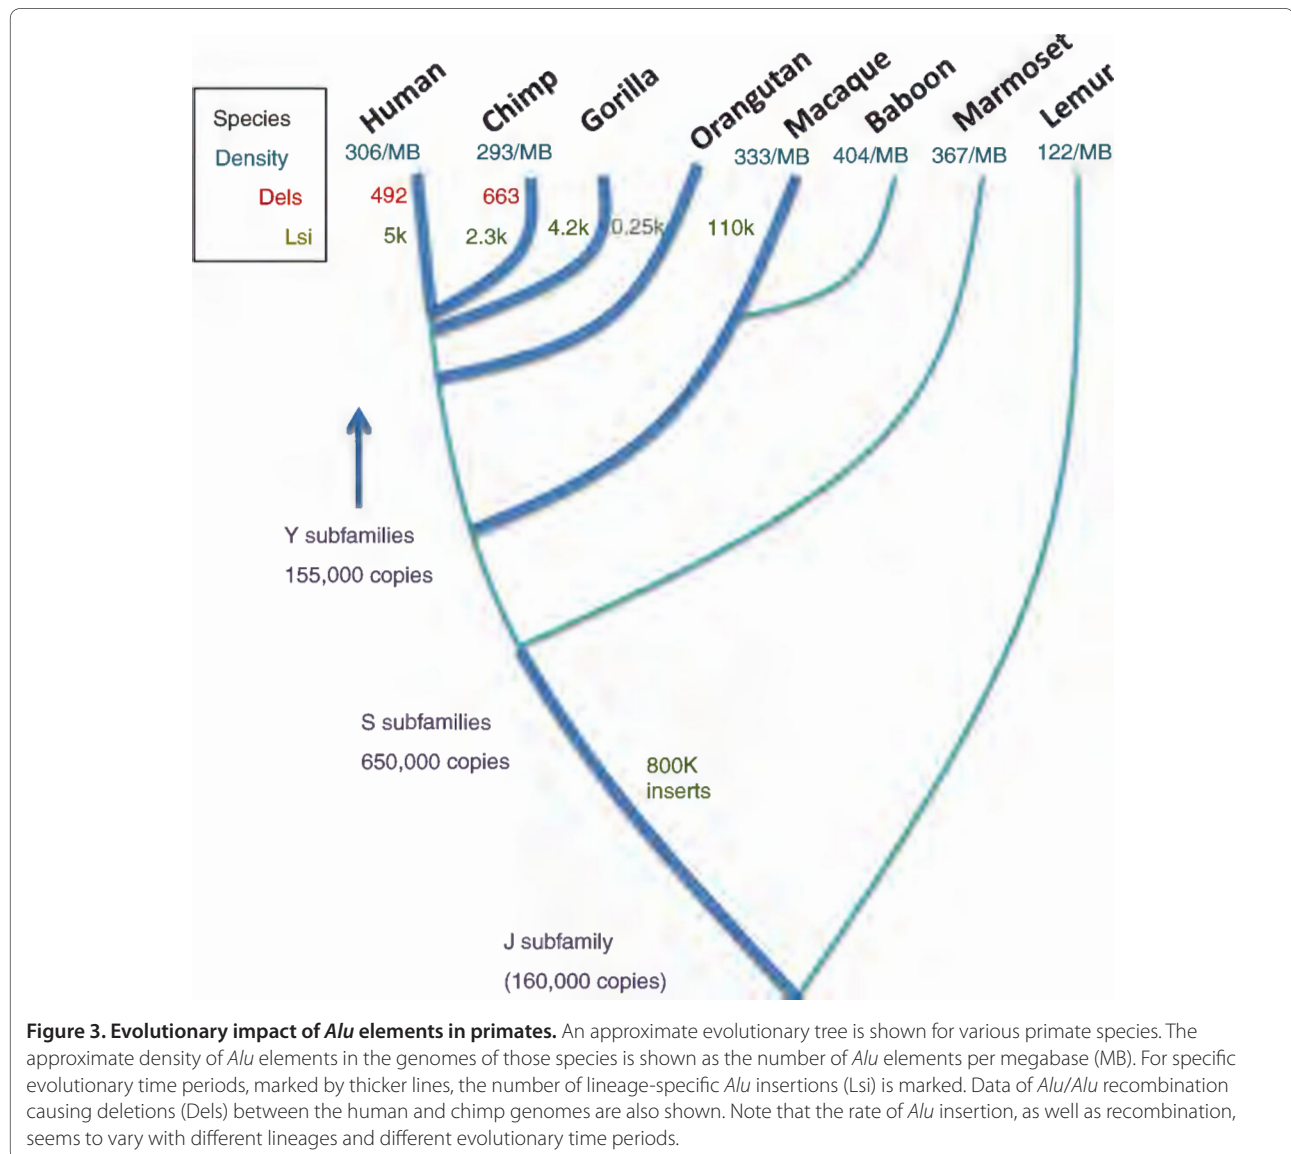 Human Chimp Gorilla Orangutan Macaque Baboon Marmoset Lemur
Species
Density
Dels
Lsi
306/MB 293/MB 333/MB 404/MB 367/MB 122/MB
492 663
5k 2.3k 4.2k 0.25k 110k
Y subfamilies
155,000 copies
S subfamilies
650,000 copies
800K
inserts
J subfamily
(160,000 copies)
Figure 3. Evolutionary impact of Alu elements in primates. An approximate evolutionary tree is shown for various primate species. The
approximate density of Alu elements in the genomes of those species is shown as the number of Alu elements per megabase (MB). For specific
evolutionary time periods, marked by thicker lines, the number of lineage-specific Alu insertions (Lsi) is marked. Data of Alu/Alu recombination
causing deletions (Dels) between the human and chimp genomes are also shown. Note that the rate of Alu insertion, as well as recombination,
seems to vary with different lineages and different evolutionary time periods.